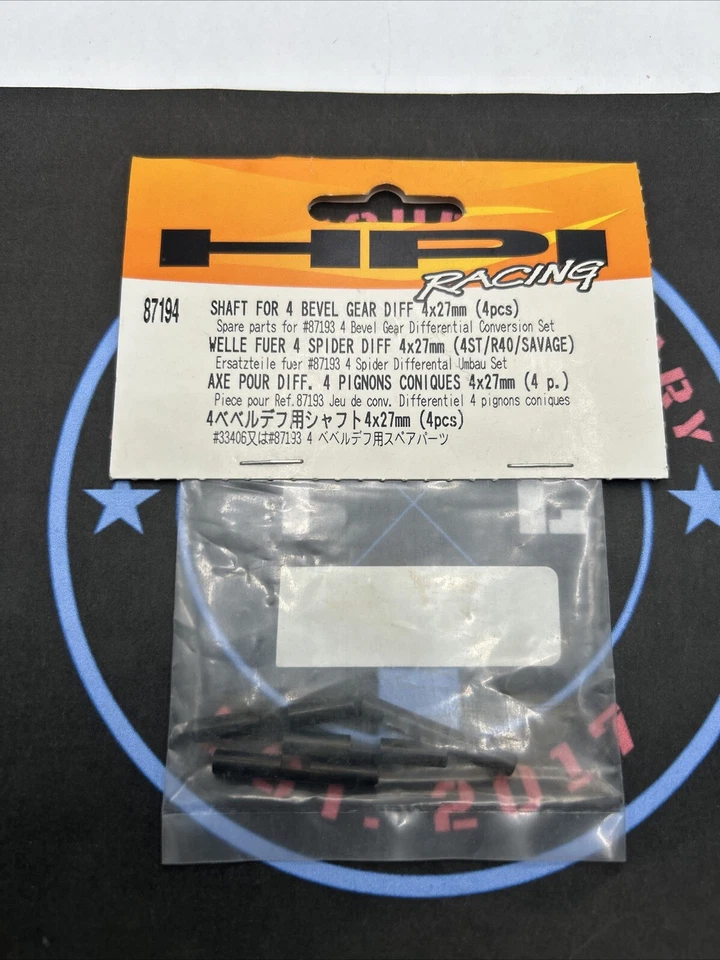 HPI
RACING
87194
SHAFT FOR 4 BEVEL GEAR DIFF 4x27mm (4pcs)
Spare parts for #87193 4 Bevel Gear Differential Conversion Set
WELLE FUER 4 SPIDER DIFF 4x27mm (4ST/R40/SAVAGE)
Ersatzteile fuer #87193 4 Spider Differental Umbau Set
AXE POUR DIFF. 4 PIGNONS CONIQUES 4x27mm (4 p.)
Piece pour Ref.87193 Jeu de conv. Differentiel 4 pignons coniques
4ベベルデフ用シャフト4x27mm (4pcs)
#33406又は#87193 4 ベベルデフ用スペアパーツ
ARY
2017